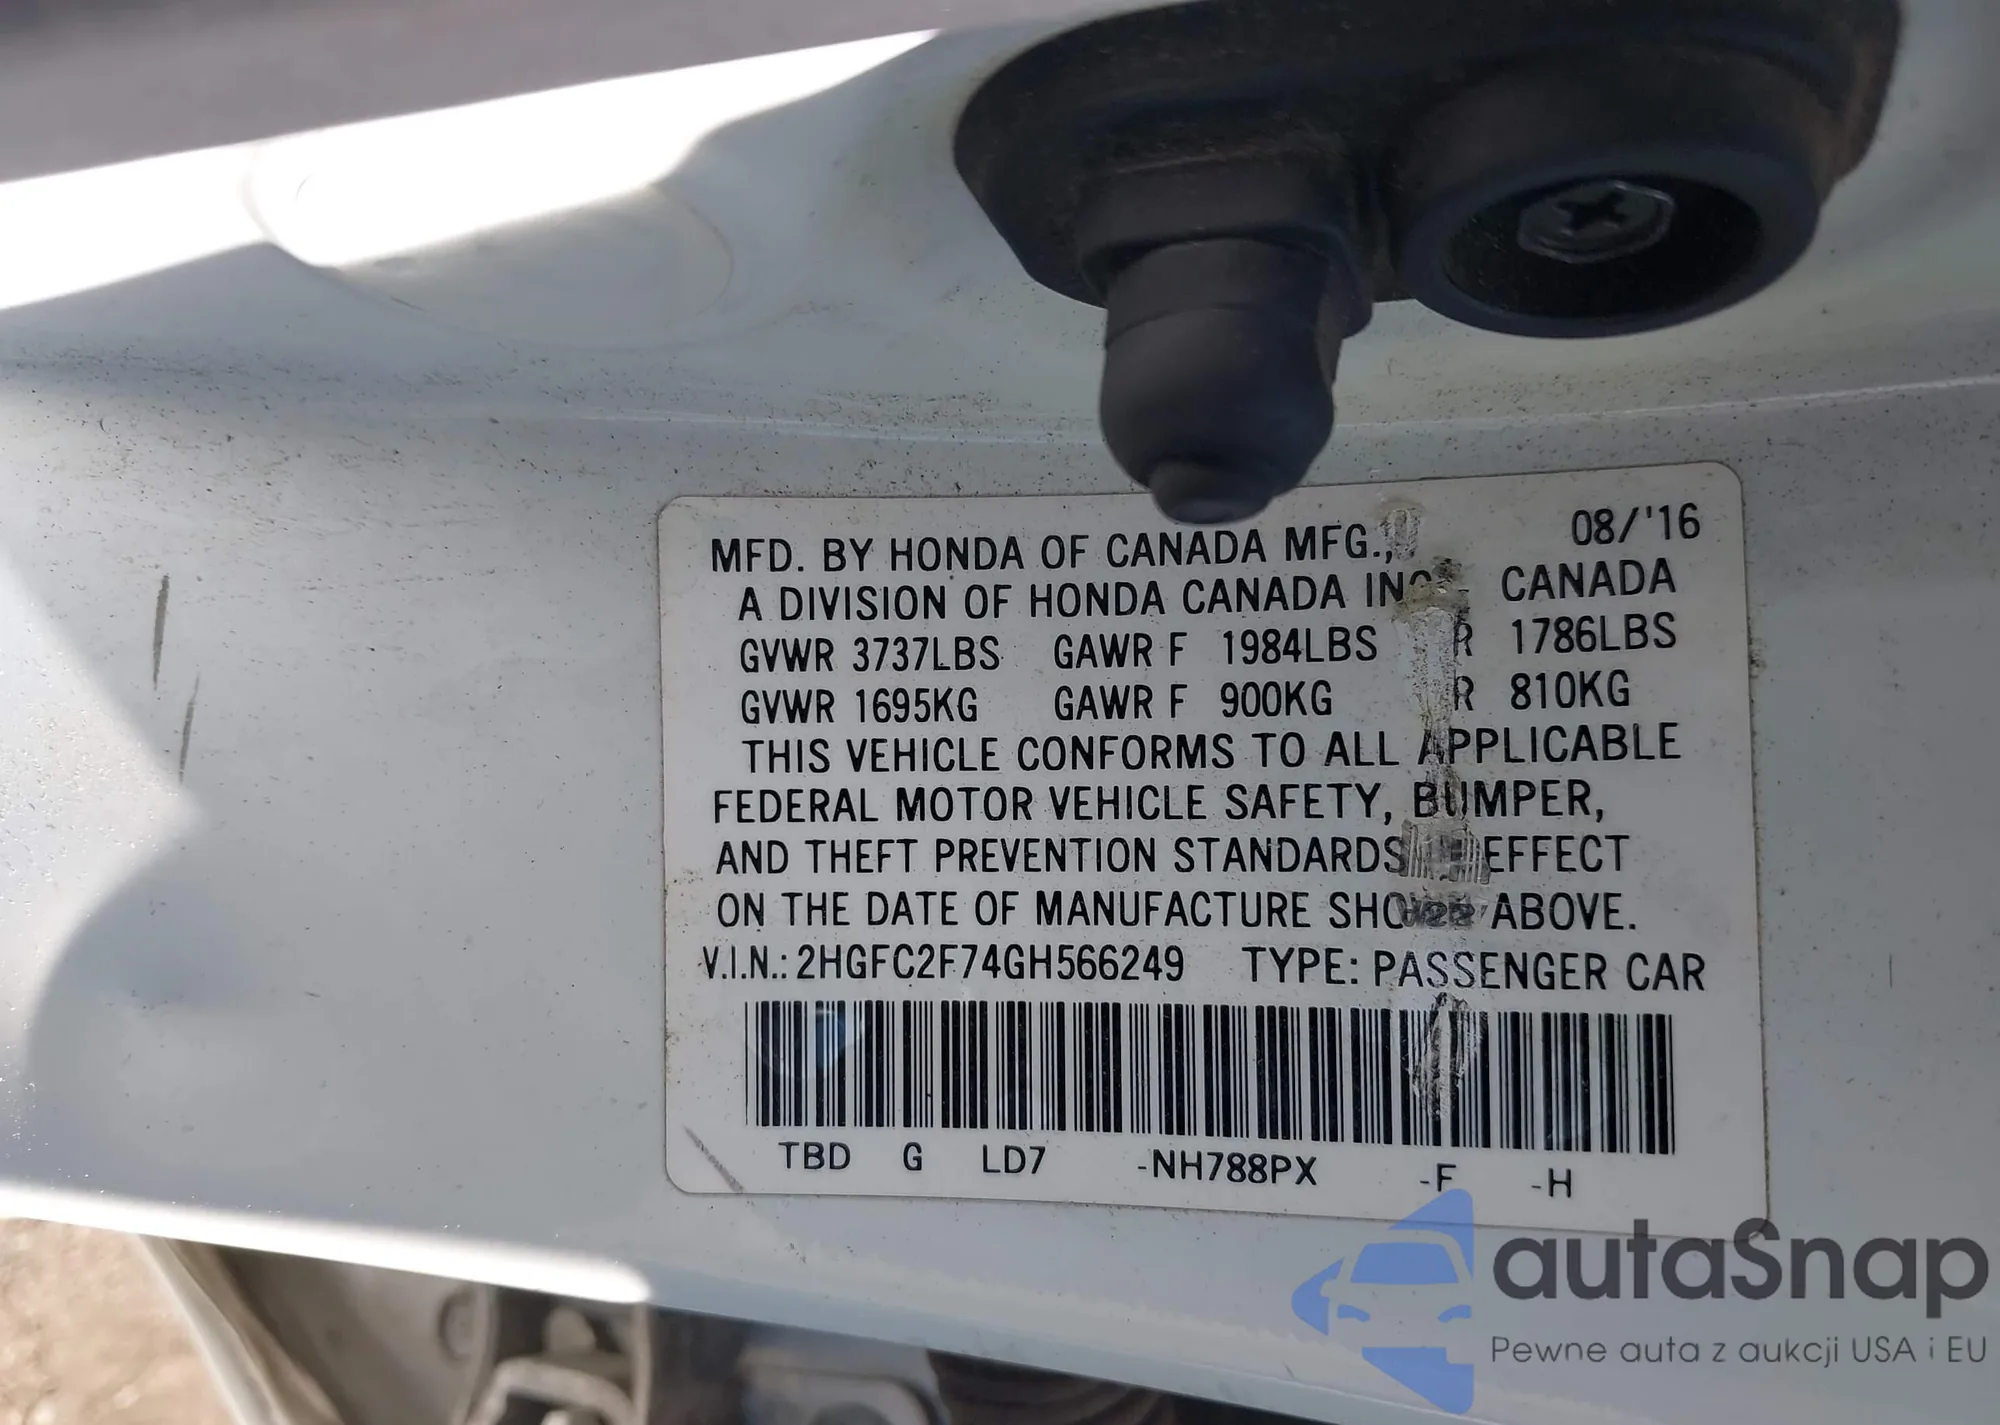 08/'16
MFD. BY HONDA OF CANADA MFG.,
A DIVISION OF HONDA CANADA INC. CANADA
GVWR 3737LBS GAWR F 1984LBS R 1786LBS
GVWR 1695KG GAWR F 900KG R 810KG
THIS VEHICLE CONFORMS TO ALL APPLICABLE
FEDERAL MOTOR VEHICLE SAFETY, BUMPER,
AND THEFT PREVENTION STANDARDS EFFECT
ON THE DATE OF MANUFACTURE ABOVE.
V.I.N.: 2HGFC2F74GH566249 TYPE: PASSENGER CAR
TBD G LD7 -NH788PX -F -H
autaSnap
Pewne auta z aukcji USA i EU